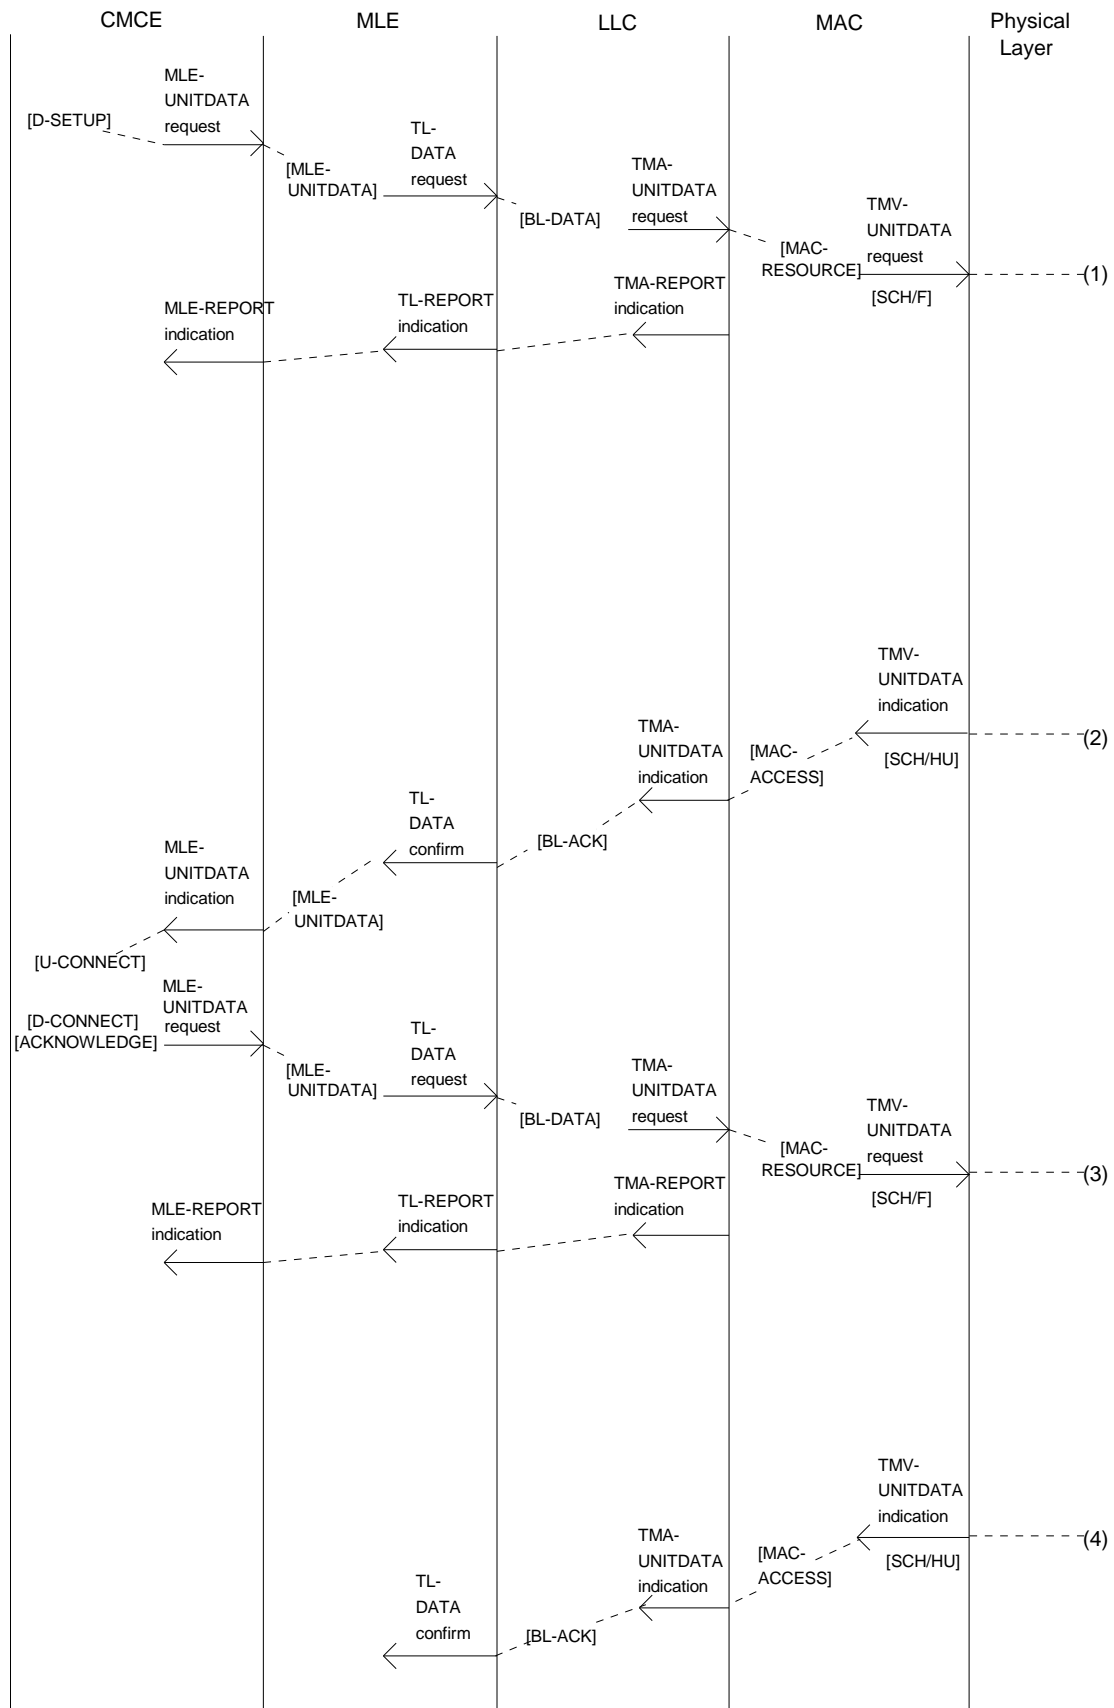 CMCE
MLE
LLC
MAC
Physical
Layer
MLE-
UNITDATA
request
[D-SETUP]
TL-
DATA
request
[MLE-
UNITDATA]
TMA-
UNITDATA
request
[BL-DATA]
TMV-
UNITDATA
request
[MAC-
RESOURCE]
[SCH/F]
(1)
MLE-REPORT
indication
TL-REPORT
indication
TMA-REPORT
indication
TMV-
UNITDATA
indication
(2)
[SCH/HU]
TMA-
UNITDATA
indication
[MAC-
ACCESS]
TL-
DATA
confirm
[BL-ACK]
MLE-
UNITDATA
indication
[MLE-
UNITDATA]
[U-CONNECT]
MLE-
UNITDATA
request
[D-CONNECT]
[ACKNOWLEDGE]
TL-
DATA
request
[MLE-
UNITDATA]
TMA-
UNITDATA
request
[BL-DATA]
TMV-
UNITDATA
request
[MAC-
RESOURCE]
[SCH/F]
(3)
MLE-REPORT
indication
TL-REPORT
indication
TMA-REPORT
indication
TMV-
UNITDATA
indication
(4)
[SCH/HU]
TMA-
UNITDATA
indication
[MAC-
ACCESS]
TL-
DATA
confirm
[BL-ACK]